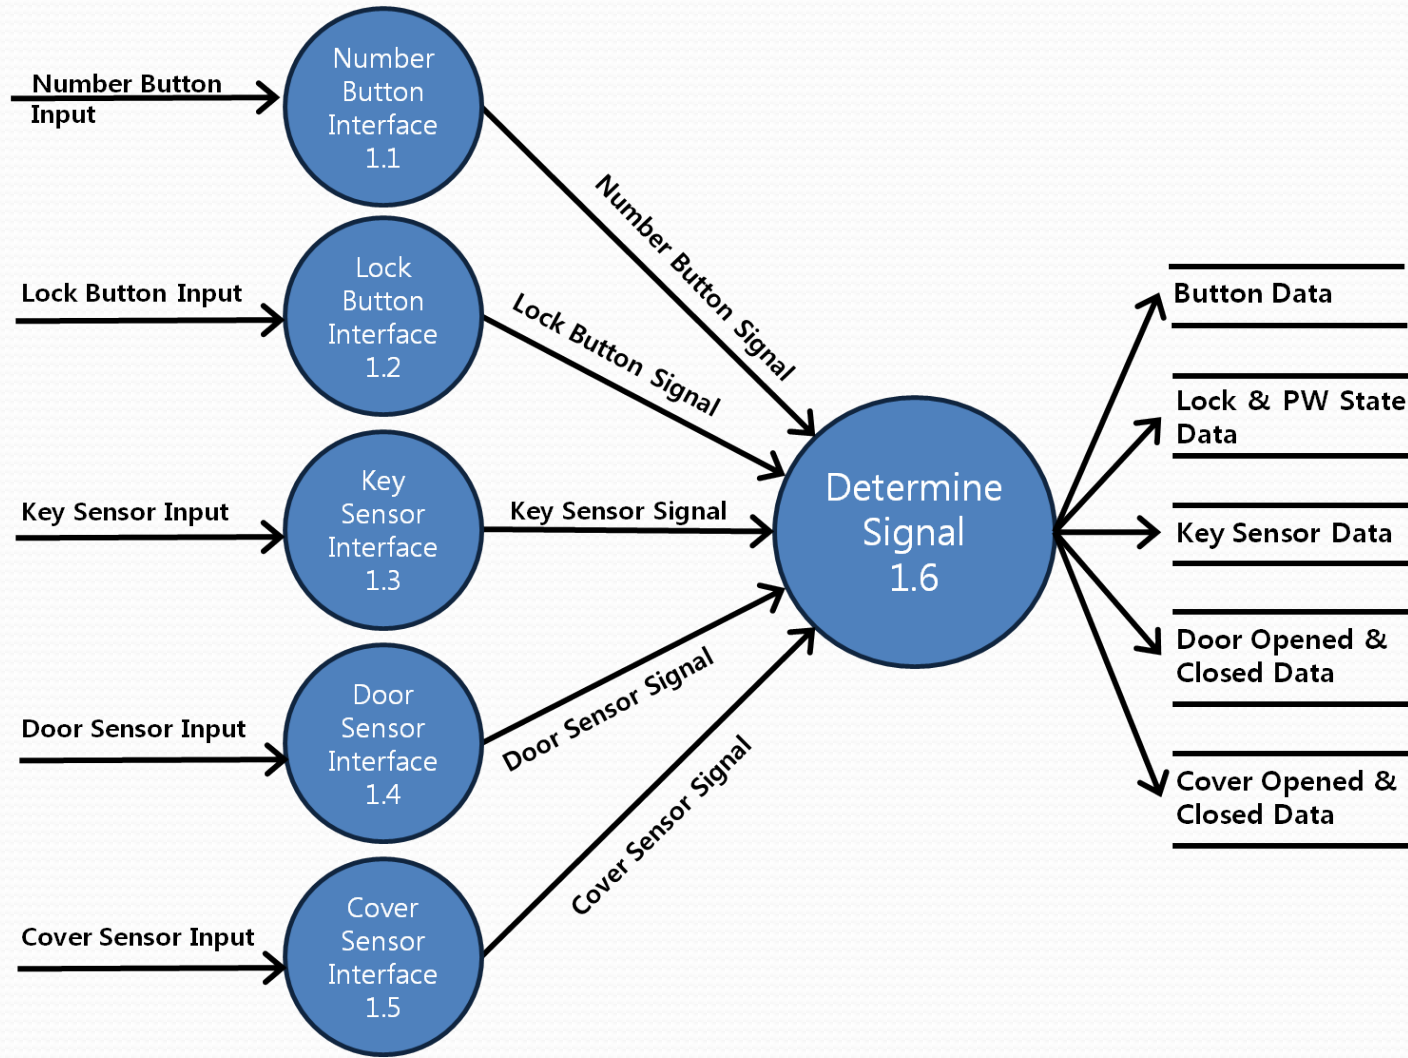 Number Button
Input
Number
Button
Interface
1.1
Number Button Signal
Lock Button Input
Lock
Button
Interface
1.2
Lock Button Signal
Key Sensor Input
Key
Sensor
Interface
1.3
Key Sensor Signal
Door Sensor Input
Door
Sensor
Interface
1.4
Door Sensor Signal
Cover Sensor Input
Cover
Sensor
Interface
1.5
Cover Sensor Signal
Determine
Signal
1.6
Button Data
Lock & PW State
Data
Key Sensor Data
Door Opened &
Closed Data
Cover Opened &
Closed Data